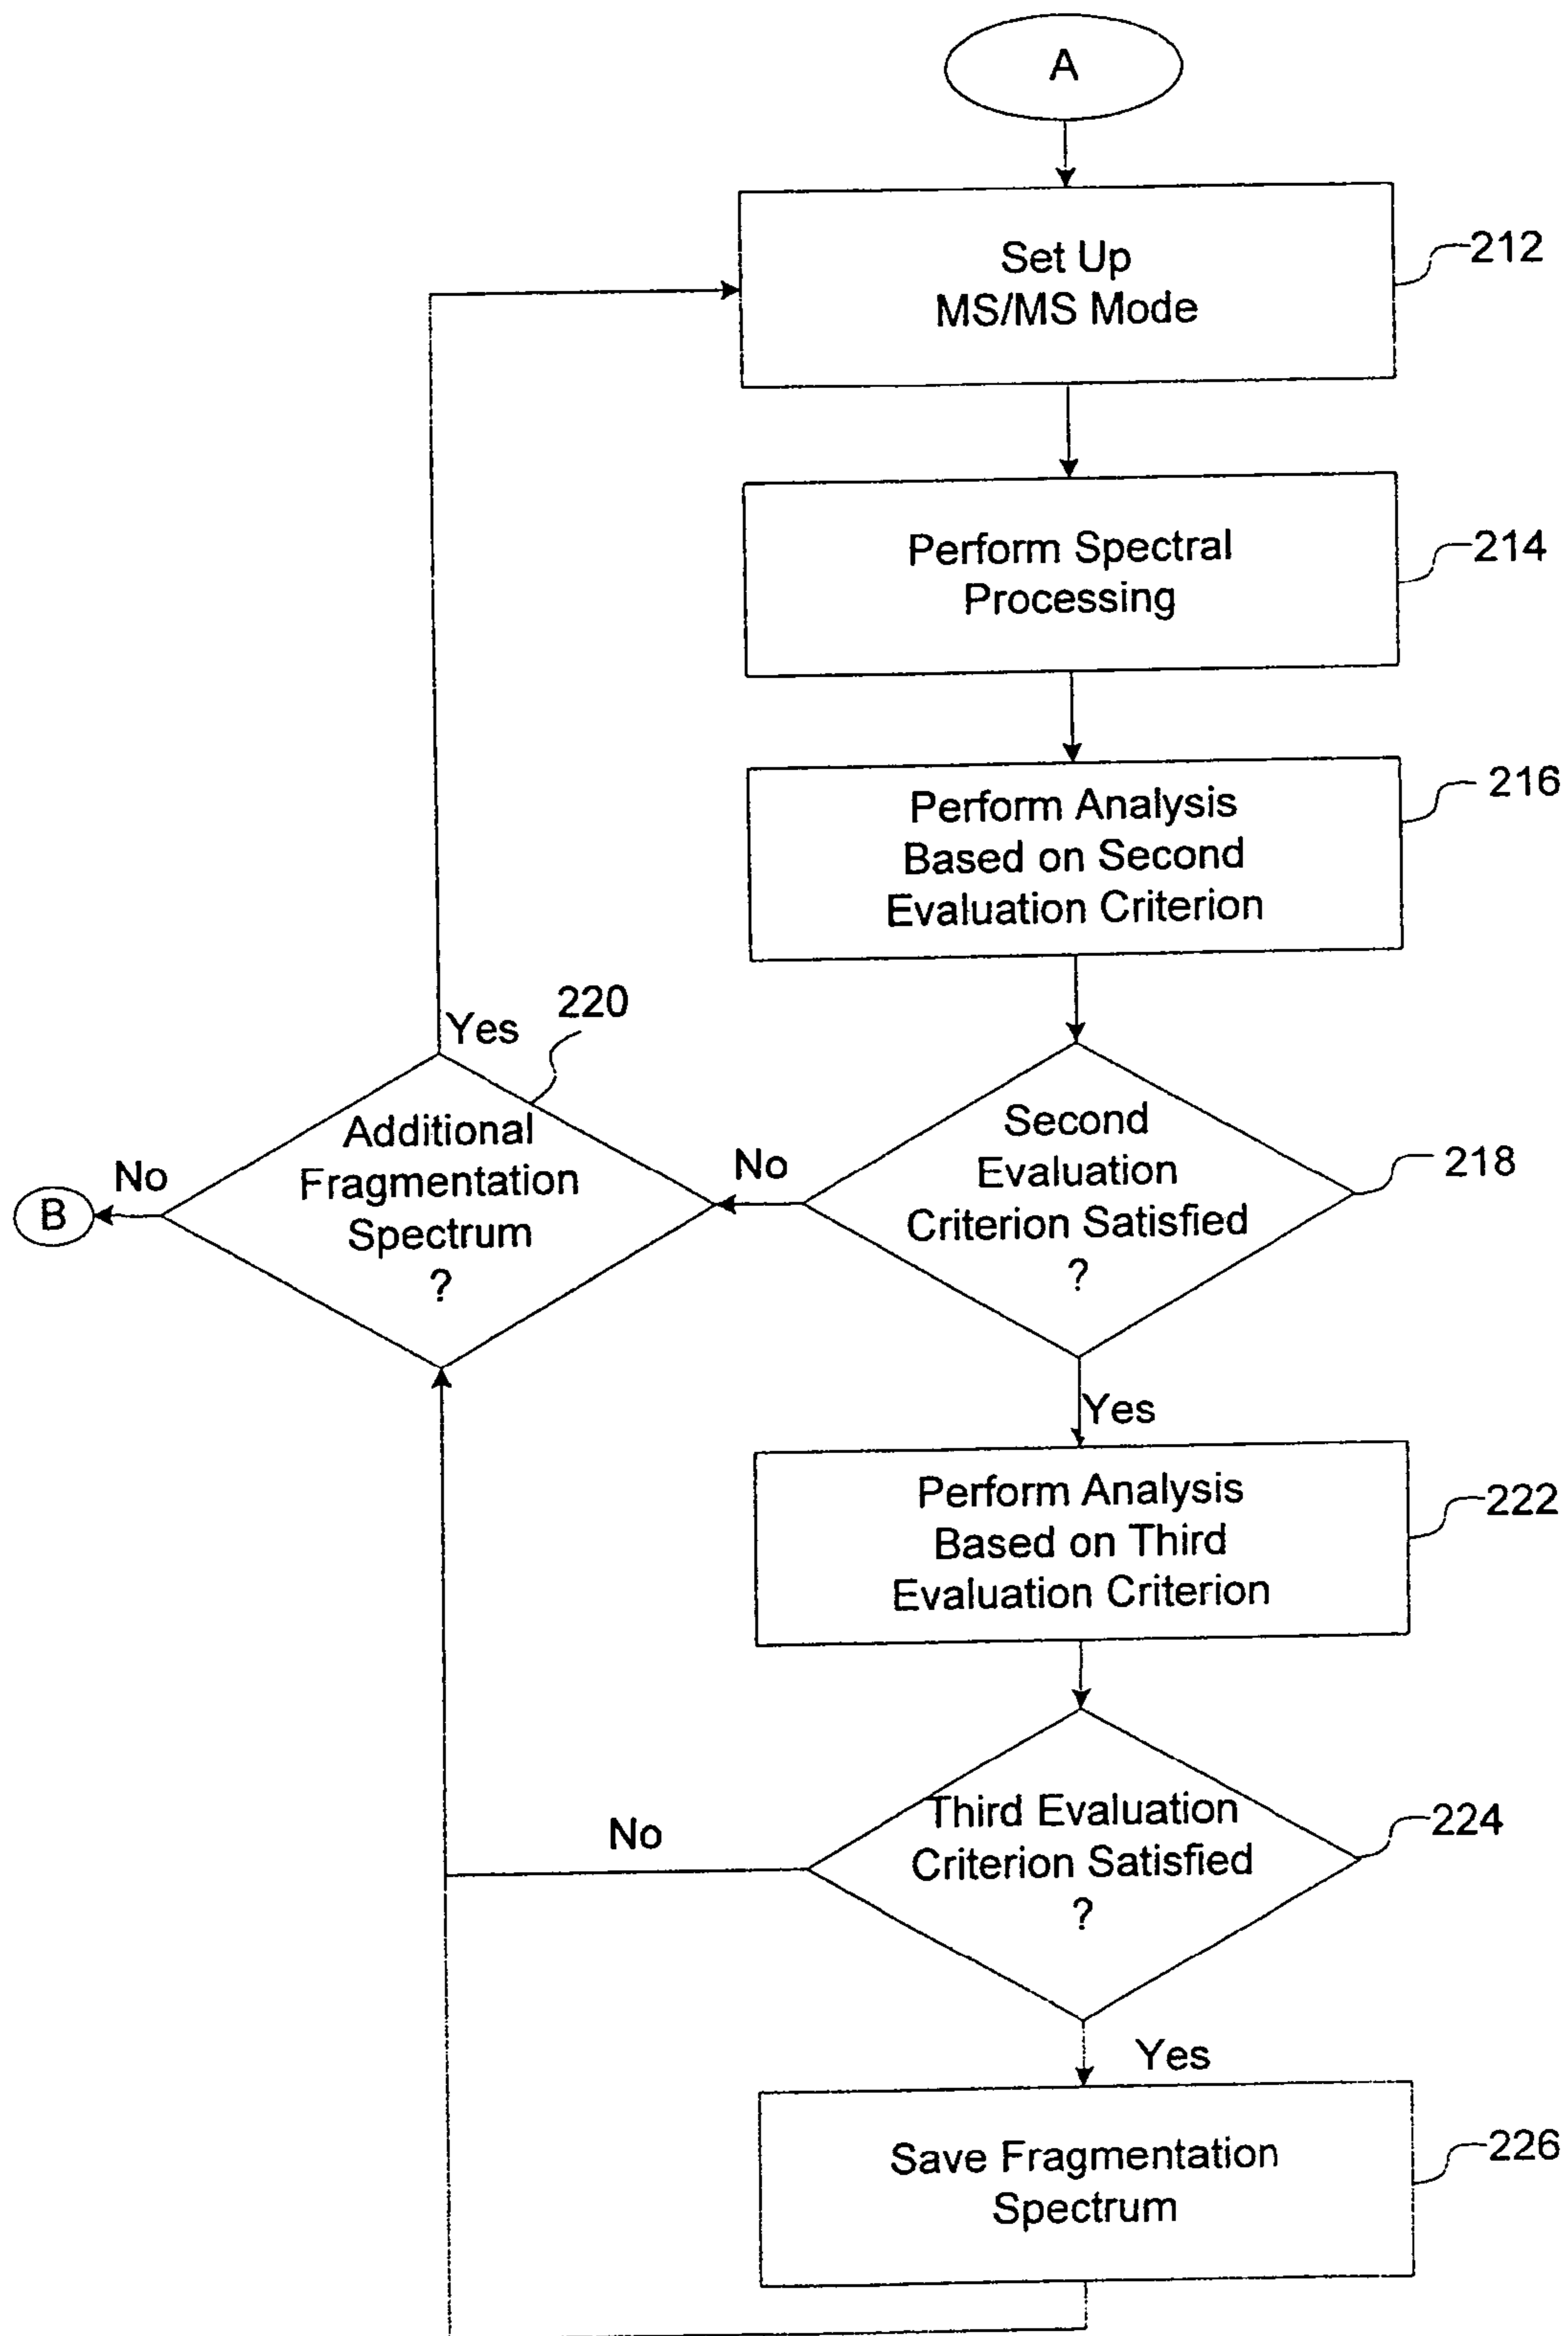 A
Set Up
MS/MS Mode
212
Perform Spectral
Processing
214
Perform Analysis
Based on Second
Evaluation Criterion
216
Second
Evaluation
Criterion Satisfied
?
218
No
Yes
220
Additional
Fragmentation
Spectrum
?
Yes
No
B
Perform Analysis
Based on Third
Evaluation Criterion
222
Third Evaluation
Criterion Satisfied
?
224
No
Yes
Save Fragmentation
Spectrum
226